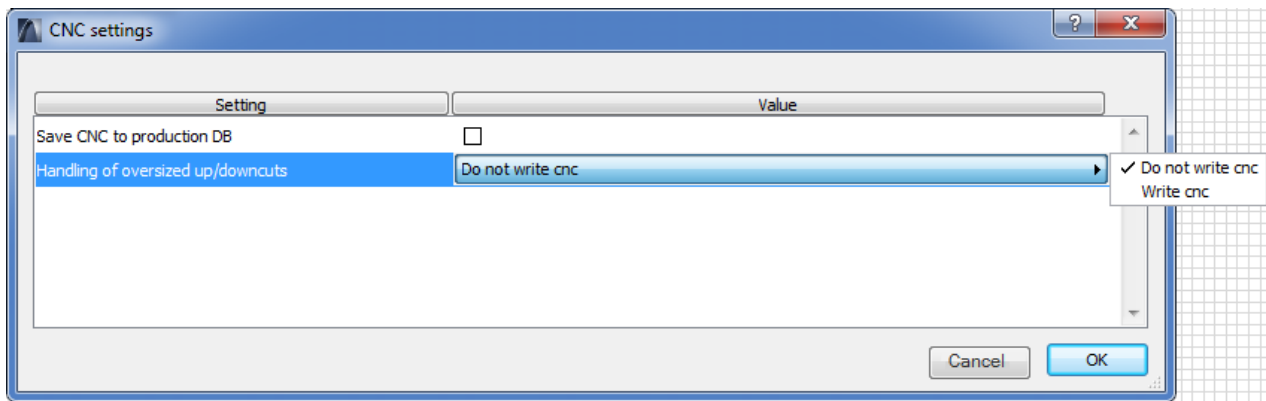 CNC settings
?
Setting Value
Save CNC to production DB
Handling of oversized up/downcuts Do not write cnc
✓ Do not write cnc
Write cnc
Cancel OK